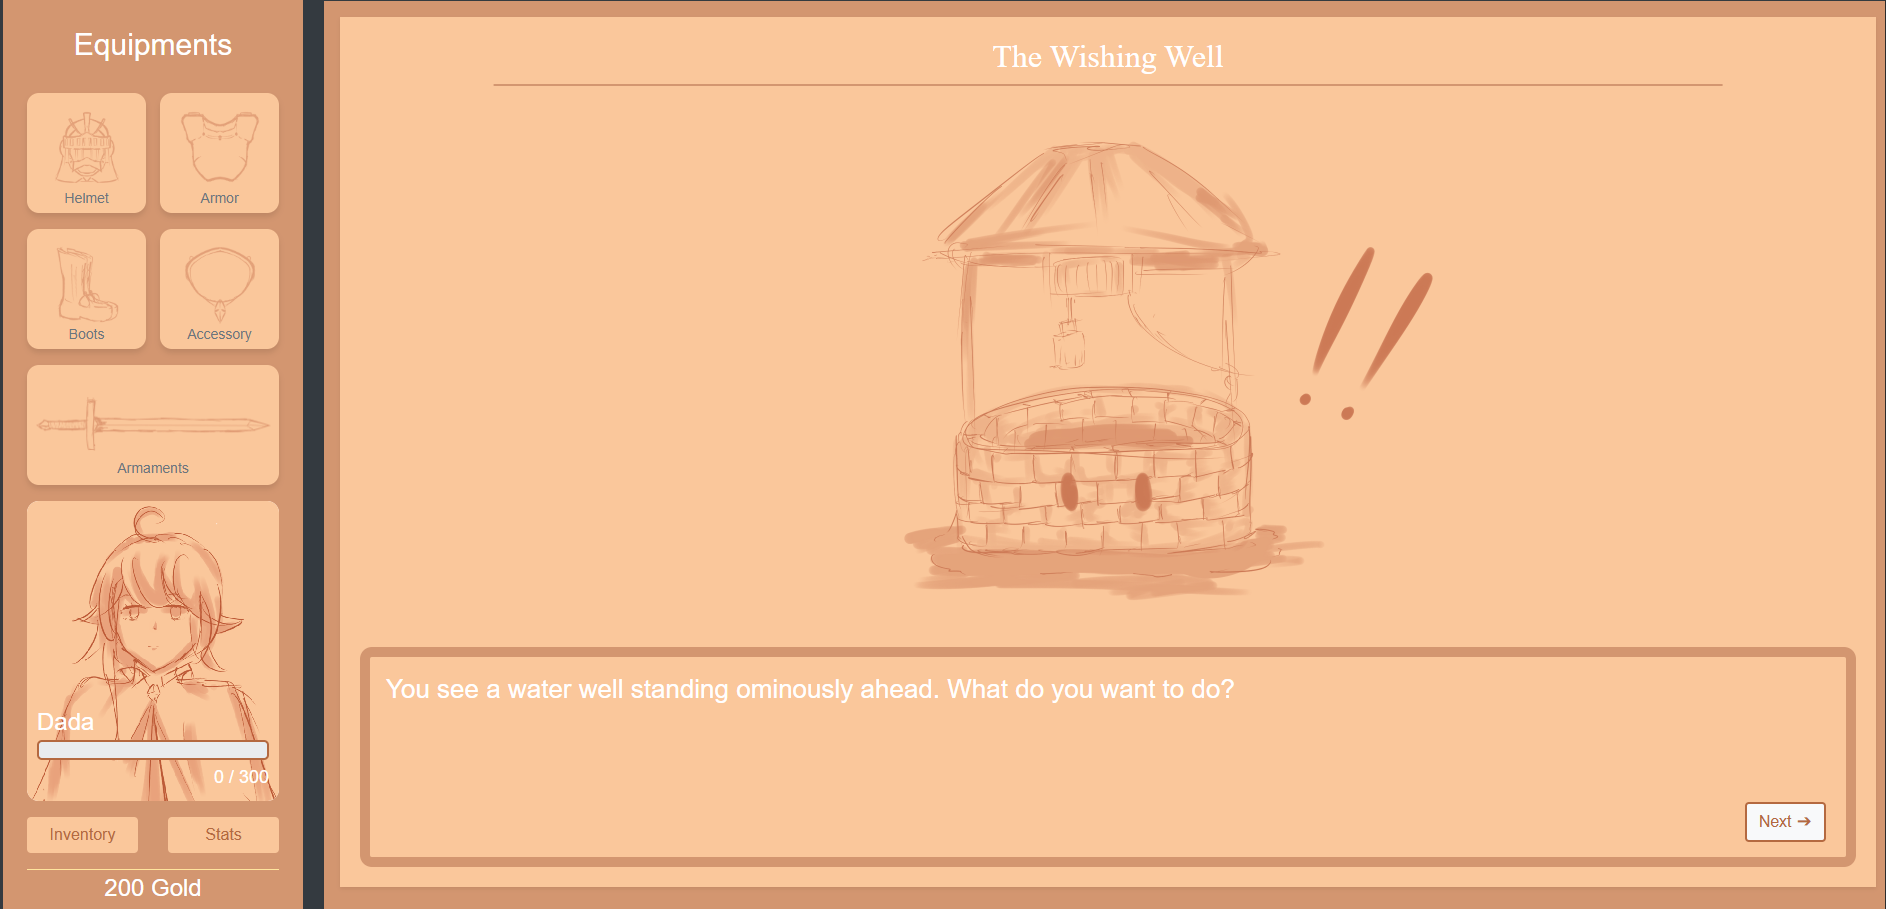 Equipments
Helmet
Armor
Boots
Accessory
Armaments
Dada
0 / 300
Inventory
Stats
200 Gold
The Wishing Well
You see a water well standing ominously ahead. What do you want to do?
Next ➔